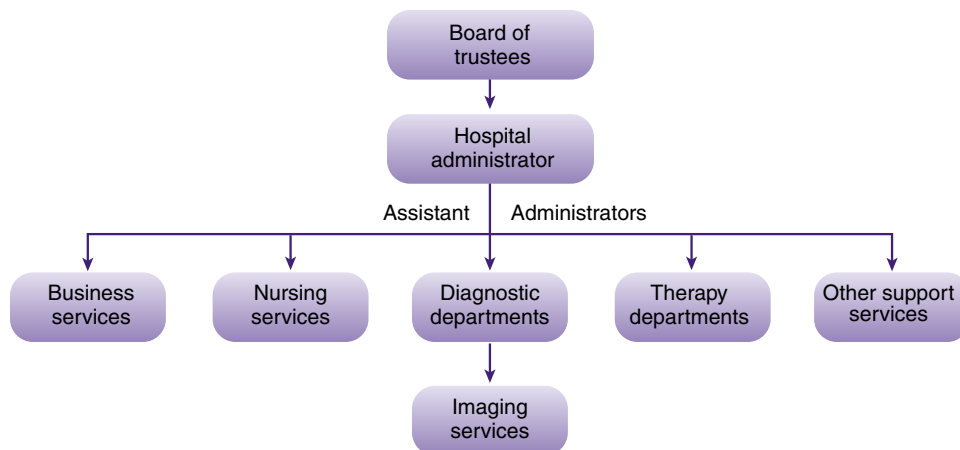 Board of
trustees
Hospital
administrator
Assistant Administrators
Business
services
Nursing
services
Diagnostic
departments
Therapy
departments
Other support
services
Imaging
services